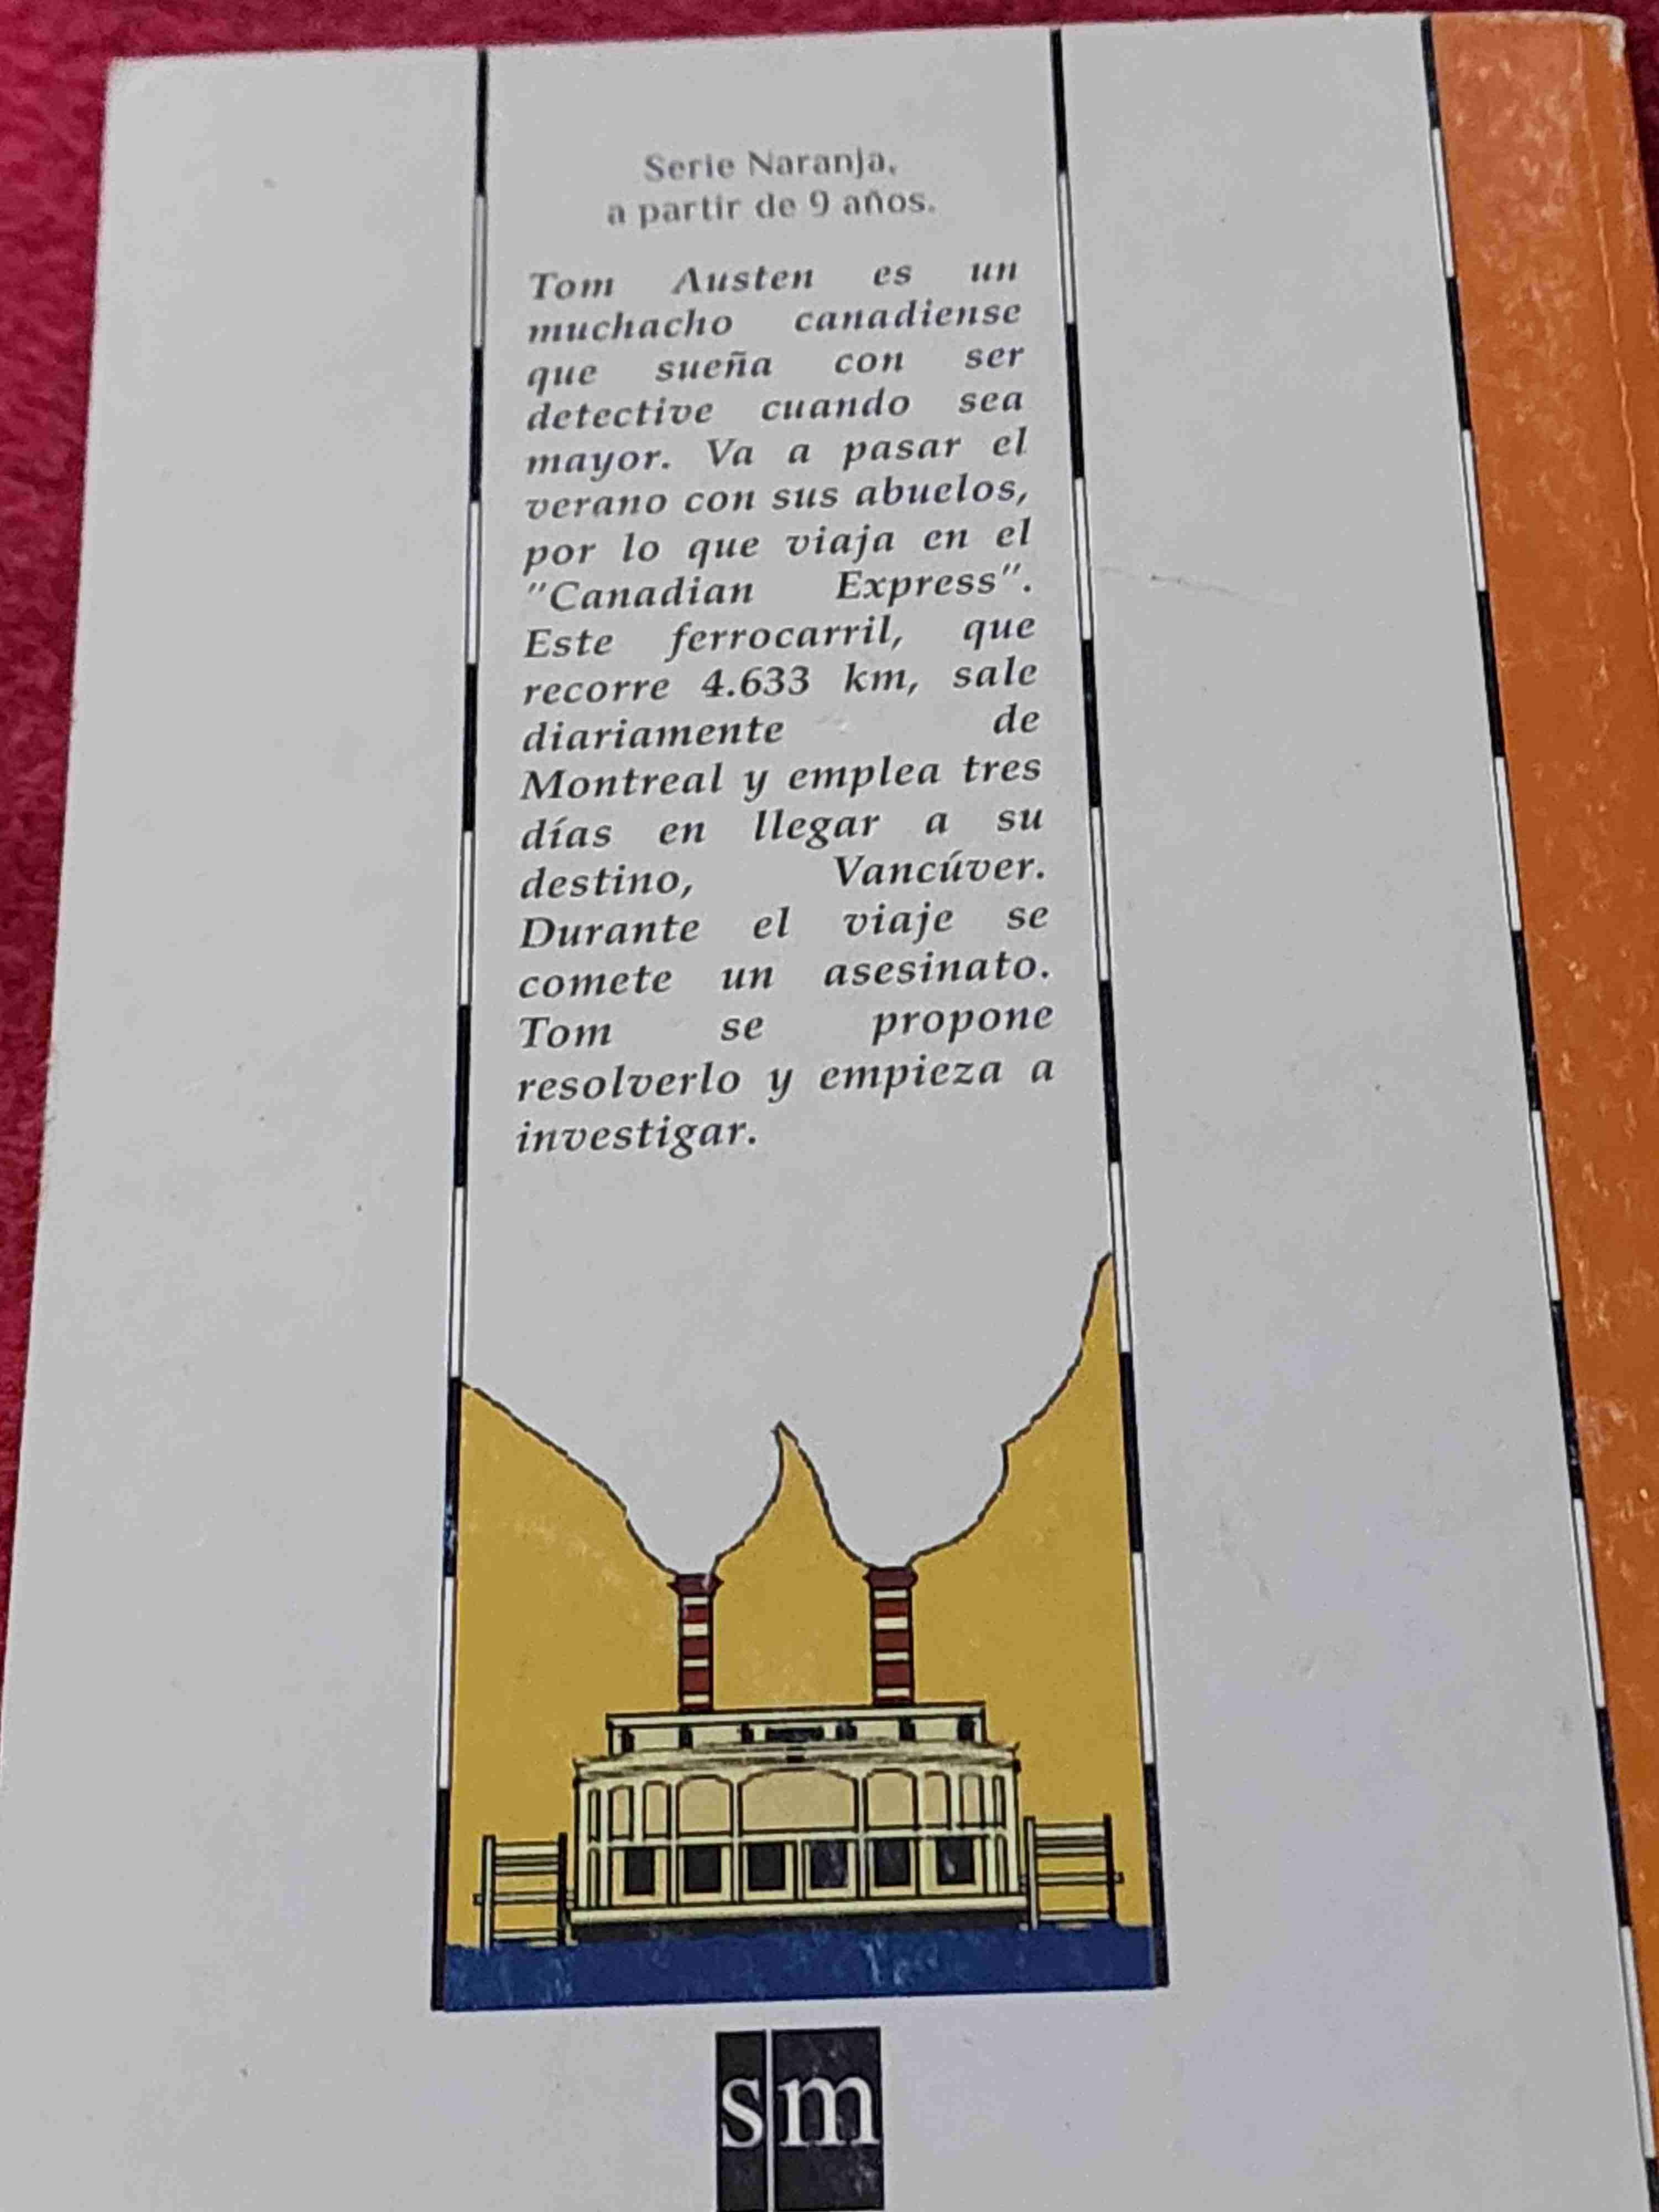 Serie Naranja,
a partir de 9 años.
Tom Austen es un
muchacho canadiense
que sueña con ser
detective cuando sea
mayor. Va a pasar el
verano con sus abuelos,
por lo que viaja en el
"Canadian Express".
Este ferrocarril, que
recorre 4.633 km, sale
diariamente de
Montreal y emplea tres
días en llegar a su
destino, Vancúver.
Durante el viaje se
comete un asesinato.
Tom se propone
resolverlo y empieza a
investigar.
sm